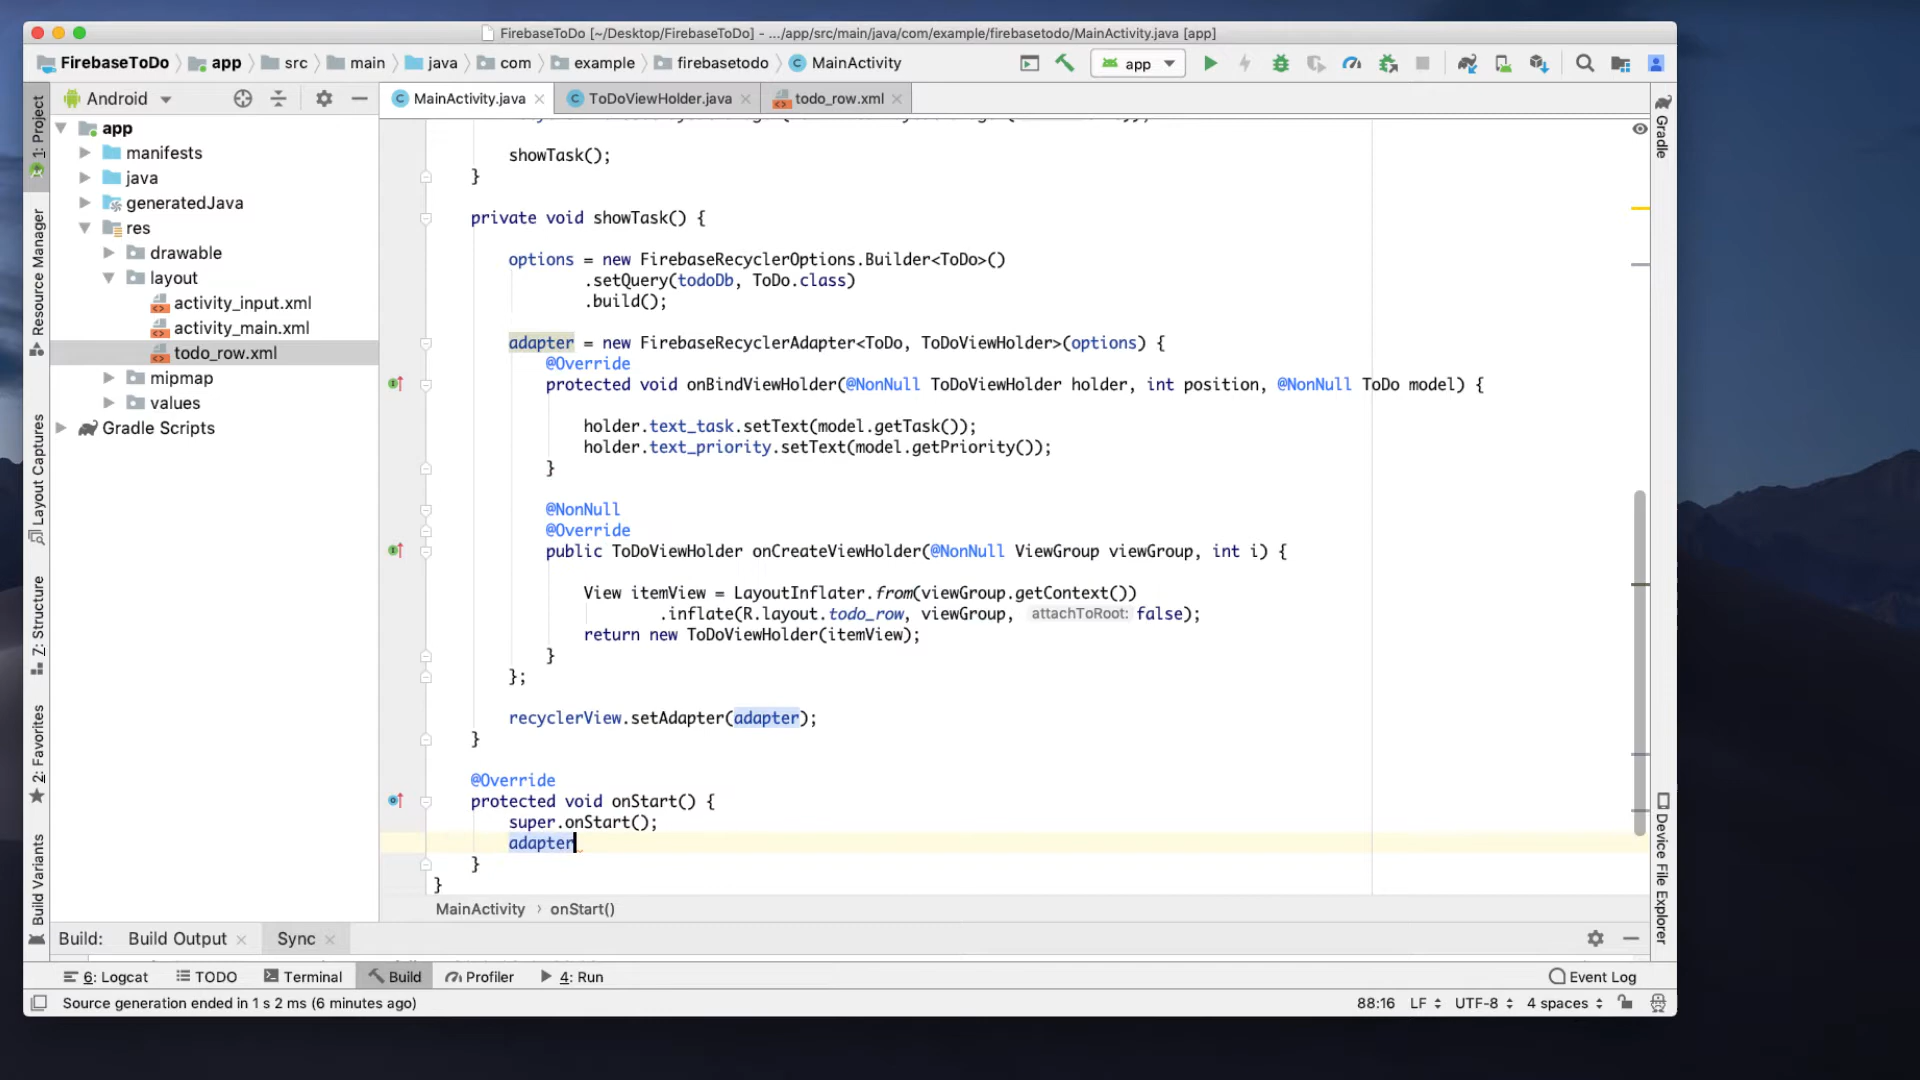 FirebaseToDo [~/Desktop/FirebaseToDo] - .../app/src/main/java/com/example/firebasetodo/MainActivity.java [app]
FirebaseToDo app src main java com example firebasetodo MainActivity app
Android
MainActivity.java ToDoViewHolder.java todo_row.xml
1: Project
Resource Manager
Layout Captures
Z: Structure
2: Favorites
Build Variants
app
manifests
java
generatedJava
res
drawable
layout
activity_input.xml
activity_main.xml
todo_row.xml
mipmap
values
Gradle Scripts
showTask();
}
private void showTask() {
options = new FirebaseRecyclerOptions.Builder<ToDo>()
.setQuery(todoDb, ToDo.class)
.build();
adapter = new FirebaseRecyclerAdapter<ToDo, ToDoViewHolder>(options) {
@Override
protected void onBindViewHolder(@NonNull ToDoViewHolder holder, int position, @NonNull ToDo model) {
holder.text_task.setText(model.getTask());
holder.text_priority.setText(model.getPriority());
}
@NonNull
@Override
public ToDoViewHolder onCreateViewHolder(@NonNull ViewGroup viewGroup, int i) {
View itemView = LayoutInflater.from(viewGroup.getContext())
.inflate(R.layout.todo_row, viewGroup, attachToRoot: false);
return new ToDoViewHolder(itemView);
}
};
recyclerView.setAdapter(adapter);
}
@Override
protected void onStart() {
super.onStart();
adapter
}
}
Gradle
Device File Explorer
MainActivity › onStart()
Build: Build Output Sync
6: Logcat TODO Terminal Build Profiler 4: Run Event Log
Source generation ended in 1 s 2 ms (6 minutes ago) 88:16 LF UTF-8 4 spaces